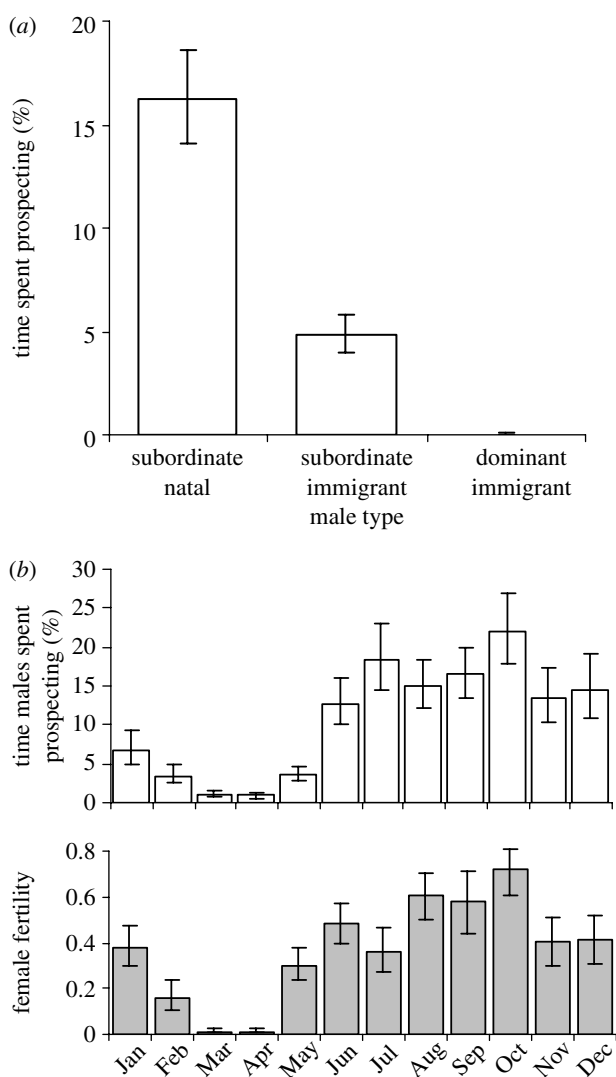 (a)
time spent prospecting (%)
20
15
10
5
0
subordinate
natal
subordinate
immigrant
dominant
immigrant
male type
(b)
time males spent
prospecting (%)
30
25
20
15
10
5
0
female fertility
0.8
0.6
0.4
0.2
0
Jan
Feb
Mar
Apr
May
Jun
Jul
Aug
Sep
Oct
Nov
Dec